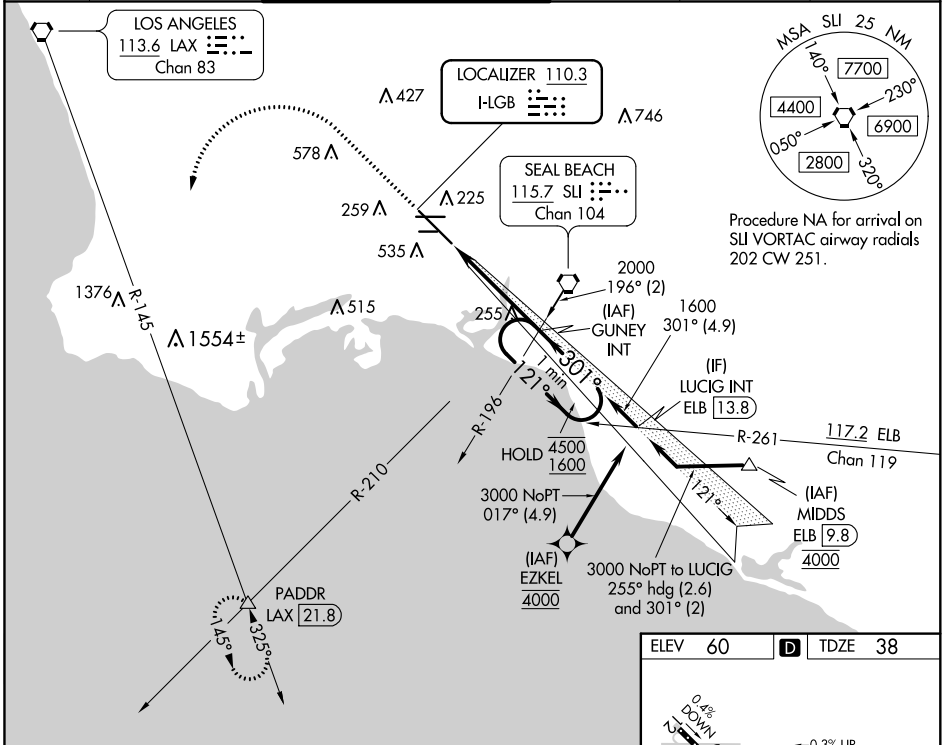 LOS ANGELES
113.6 LAX
Chan 83
LOCALIZER 110.3
I-LGB
427
746
578
259
225
535
SEAL BEACH
115.7 SLI
Chan 104
MSA SLI 25 NM
140°
7700
230°
4400
6900
050°
2800
320°
Procedure NA for arrival on
SLI VORTAC airway radials
202 CW 251.
1376
R-145
1554±
515
255
2000
196° (2)
(IAF)
GUNEY
INT
1600
301° (4.9)
(IF)
LUCIG INT
ELB 13.8
1 min
301°
121°
R-196
HOLD 4500
1600
R-261
117.2 ELB
Chan 119
R-210
3000 NoPT
017° (4.9)
(IAF)
EZKEL
4000
121°
(IAF)
MIDDS
ELB 9.8
4000
3000 NoPT to LUCIG
255° hdg (2.6)
and 301° (2)
PADDR
LAX 21.8
145°
325°
ELEV 60 D TDZE 38
0.4%
DOWN
12
0.3% UP